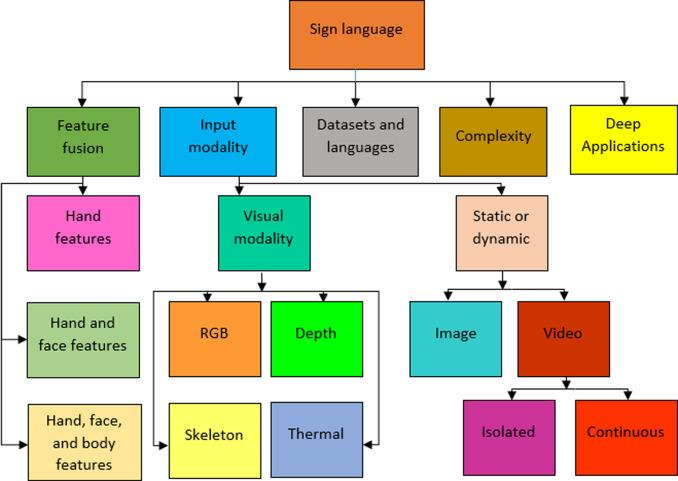 Sign language
Feature
fusion
Input
modality
Datasets and
languages
Complexity
Deep
Applications
Hand
features
Visual
modality
Static or
dynamic
Hand and
face features
RGB
Depth
Image
Video
Hand, face,
and body
features
Skeleton
Thermal
Isolated
Continuous